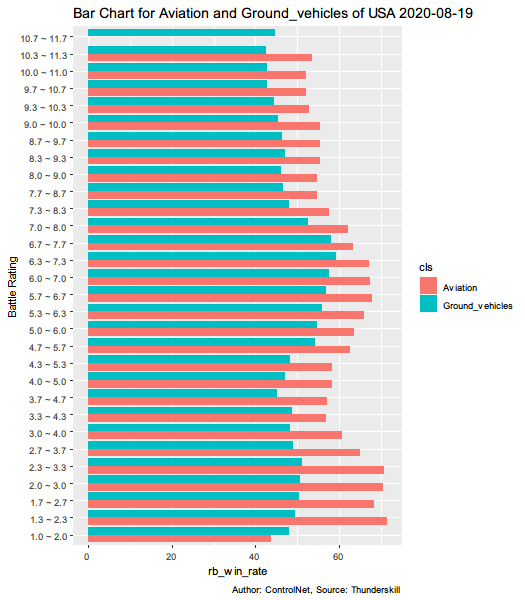 Bar Chart for Aviation and Ground_vehicles of USA 2020-08-19
10.7 ~ 11.7
10.3 ~ 11.3
10.0 ~ 11.0
9.7 ~ 10.7
9.3 ~ 10.3
9.0 ~ 10.0
8.7 ~ 9.7
8.3 ~ 9.3
8.0 ~ 9.0
7.7 ~ 8.7
7.3 ~ 8.3
7.0 ~ 8.0
6.7 ~ 7.7
6.3 ~ 7.3
6.0 ~ 7.0
5.7 ~ 6.7
5.3 ~ 6.3
5.0 ~ 6.0
4.7 ~ 5.7
4.3 ~ 5.3
4.0 ~ 5.0
3.7 ~ 4.7
3.3 ~ 4.3
3.0 ~ 4.0
2.7 ~ 3.7
2.3 ~ 3.3
2.0 ~ 3.0
1.7 ~ 2.7
1.3 ~ 2.3
1.0 ~ 2.0
Battle Rating
0 20 40 60
rb_win_rate
cls
Aviation
Ground_vehicles
Author: ControlNet, Source: Thunderskill